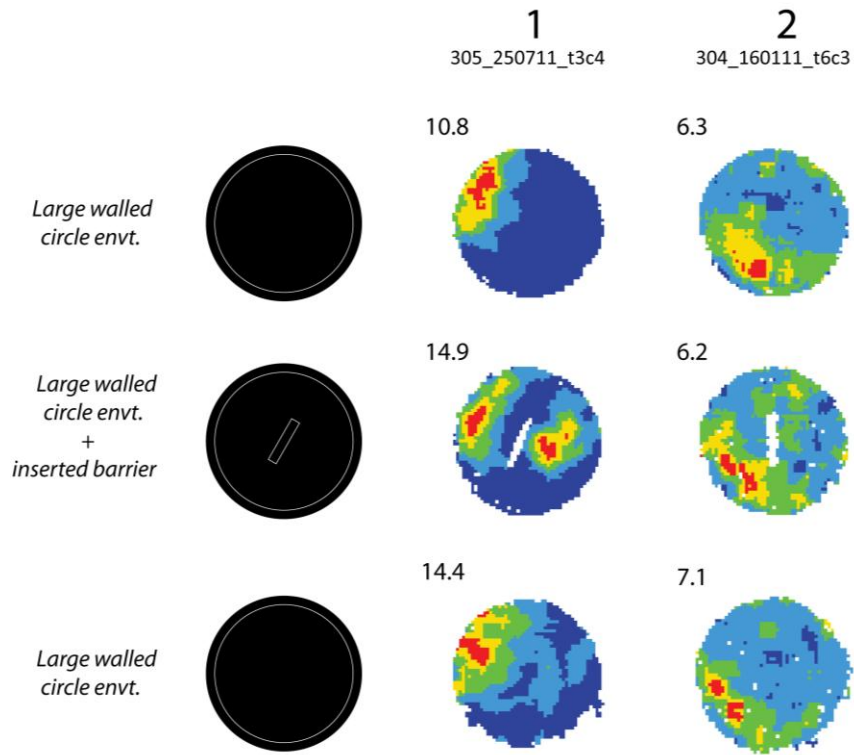 1
305_250711_t3c4
2
304_160111_t6c3
Large walled
circle envt.
10.8
6.3
Large walled
circle envt.
+
inserted barrier
14.9
6.2
Large walled
circle envt.
14.4
7.1